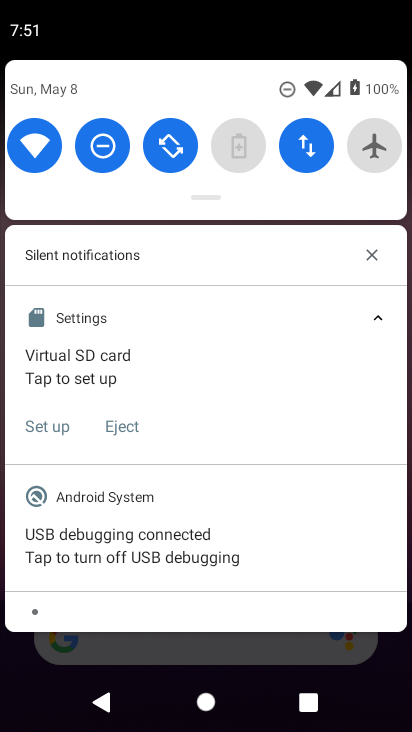 7:51
Sun, May 8
100%
Silent notifications
Settings
Virtual SD card
Tap to set up
Set up Eject
Android System
USB debugging connected
Tap to turn off USB debugging